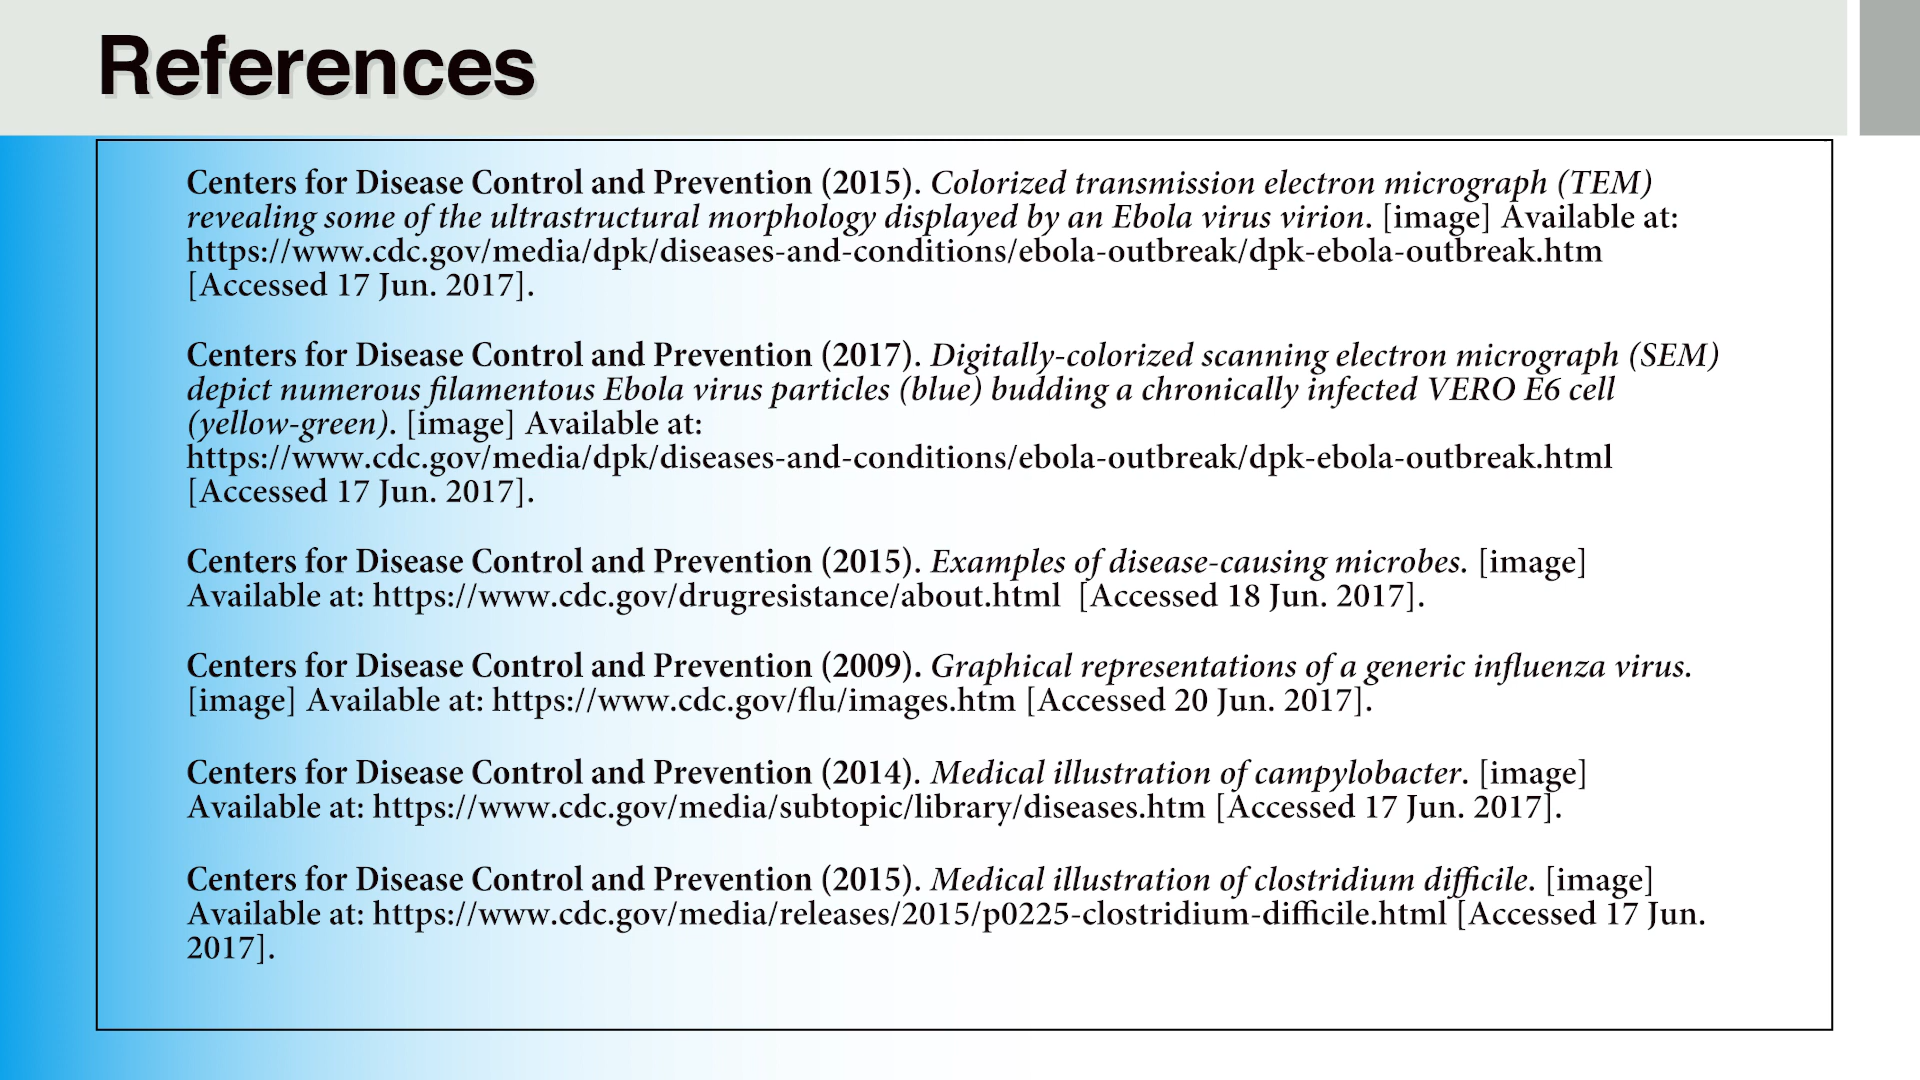 References
Centers for Disease Control and Prevention (2015). Colorized transmission electron micrograph (TEM)
revealing some of the ultrastructural morphology displayed by an Ebola virus virion. [image] Available at:
https://www.cdc.gov/media/dpk/diseases-and-conditions/ebola-outbreak/dpk-ebola-outbreak.htm
[Accessed 17 Jun. 2017].
Centers for Disease Control and Prevention (2017). Digitally-colorized scanning electron micrograph (SEM)
depict numerous filamentous Ebola virus particles (blue) budding a chronically infected VERO E6 cell
(yellow-green). [image] Available at:
https://www.cdc.gov/media/dpk/diseases-and-conditions/ebola-outbreak/dpk-ebola-outbreak.html
[Accessed 17 Jun. 2017].
Centers for Disease Control and Prevention (2015). Examples of disease-causing microbes. [image]
Available at: https://www.cdc.gov/drugresistance/about.html  [Accessed 18 Jun. 2017].
Centers for Disease Control and Prevention (2009). Graphical representations of a generic influenza virus.
[image] Available at: https://www.cdc.gov/flu/images.htm [Accessed 20 Jun. 2017].
Centers for Disease Control and Prevention (2014). Medical illustration of campylobacter. [image]
Available at: https://www.cdc.gov/media/subtopic/library/diseases.htm [Accessed 17 Jun. 2017].
Centers for Disease Control and Prevention (2015). Medical illustration of clostridium difficile. [image]
Available at: https://www.cdc.gov/media/releases/2015/p0225-clostridium-difficile.html [Accessed 17 Jun.
2017].